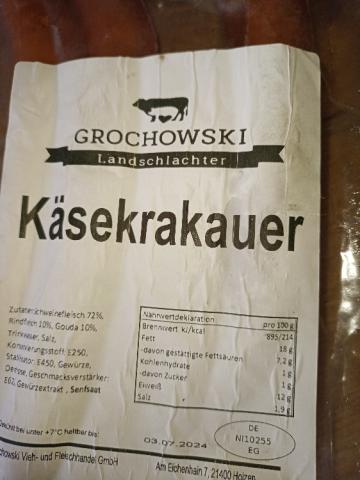 GROCHOWSKI
Landschlachter
Käsekrakauer
Zutaten: Schweinefleisch 72%,
Rindfleisch 10%, Gouda 10%,
Trinkwasser, Salz,
Konservierungsstoff: E250,
Stabilisator: E450, Gewürze,
Dextrose, Geschmacksverstärker:
E621, Gewürzextrakt , Senfsaat
Nährwertdeklaration pro 100 g
Brennwert kJ/kcal 895/214
Fett 18 g
-davon gesättigte Fettsäuren 7,2 g
Kohlenhydrate 1 g
-davon Zucker 1 g
Eiweiß 12 g
Salz 1,9 g
bei unter +7°C haltbar bis: 03.07.2024
DE
NI10255
EG
Vieh- und Fleischhandel GmbH Am Eichenhain 7, 21400